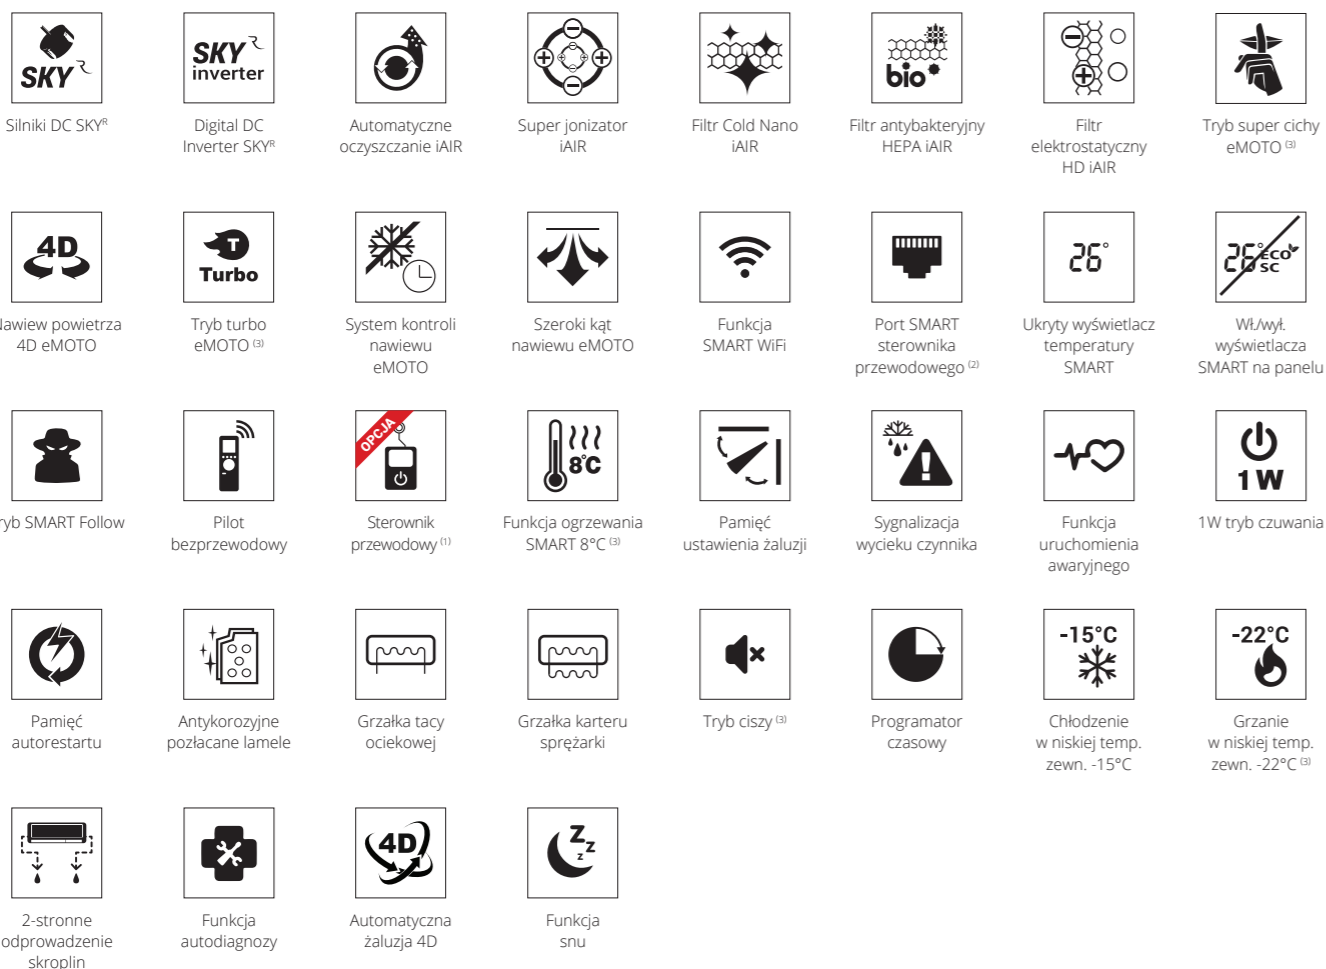 SKY R
SKY R
inverter
bio
Silniki DC SKYᴿ
Digital DC
Inverter SKYᴿ
Automatyczne
oczyszczanie iAIR
Super jonizator
iAIR
Filtr Cold Nano
iAIR
Filtr antybakteryjny
HEPA iAIR
Filtr
elektrostatyczny
HD iAIR
Tryb super cichy
eMOTO (3)
4D
T
Turbo
26°
26° ECO
SC
Nawiew powietrza
4D eMOTO
Tryb turbo
eMOTO (3)
System kontroli
nawiewu
eMOTO
Szeroki kąt
nawiewu eMOTO
Funkcja
SMART WiFi
Port SMART
sterownika
przewodowego (2)
Ukryty wyświetlacz
temperatury
SMART
Wł./wył.
wyświetlacza
SMART na panelu
OPCJA
8°C
1W
ryb SMART Follow
Pilot
bezprzewodowy
Sterownik
przewodowy (1)
Funkcja ogrzewania
SMART 8°C (3)
Pamięć
ustawienia żaluzji
Sygnalizacja
wycieku czynnika
Funkcja
uruchomienia
awaryjnego
1W tryb czuwania
-15°C
-22°C
Pamięć
autorestartu
Antykorozyjne
pozłacane lamele
Grzałka tacy
ociekowej
Grzałka karteru
sprężarki
Tryb ciszy (3)
Programator
czasowy
Chłodzenie
w niskiej temp.
zewn. -15°C
Grzanie
w niskiej temp.
zewn. -22°C (3)
4D
Z z z
2-stronne
odprowadzenie
skroplin
Funkcja
autodiagnozy
Automatyczna
żaluzja 4D
Funkcja
snu